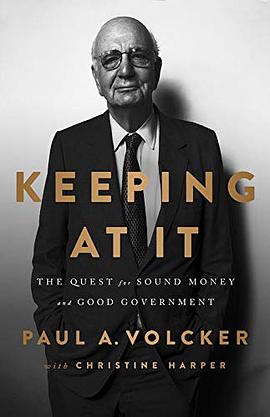 KEEPING
AT IT
THE QUEST for SOUND MONEY
and GOOD GOVERNMENT
PAUL A. VOLCKER
with CHRISTINE HARPER